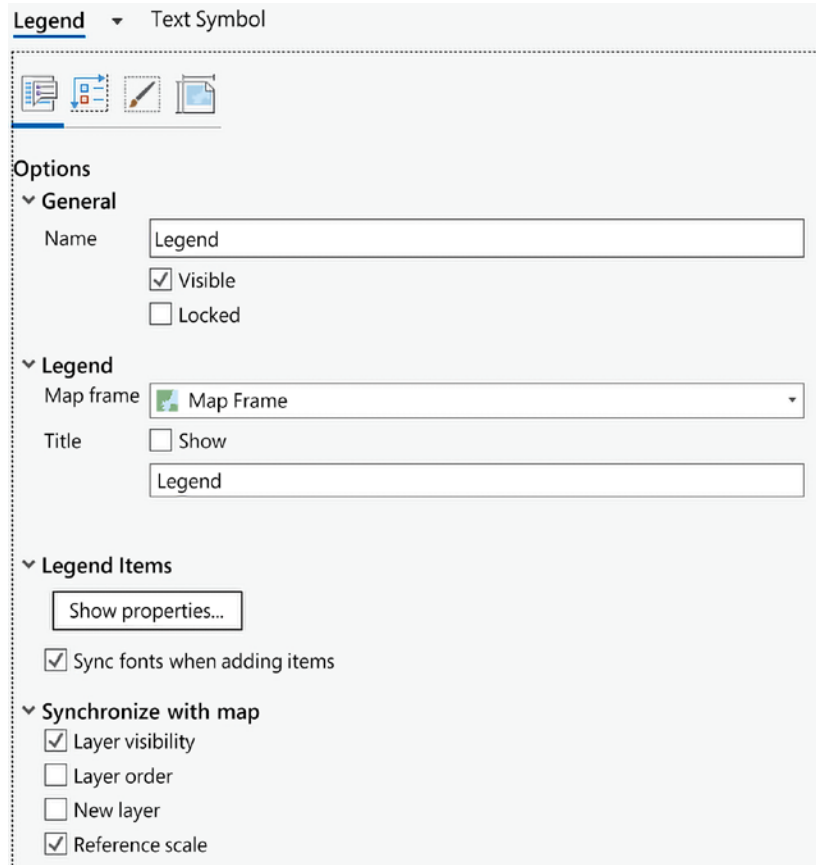 Legend Text Symbol
Options
General
Name Legend
Visible
Locked
Legend
Map frame Map Frame
Title Show
Legend
Legend Items
Show properties...
Sync fonts when adding items
Synchronize with map
Layer visibility
Layer order
New layer
Reference scale